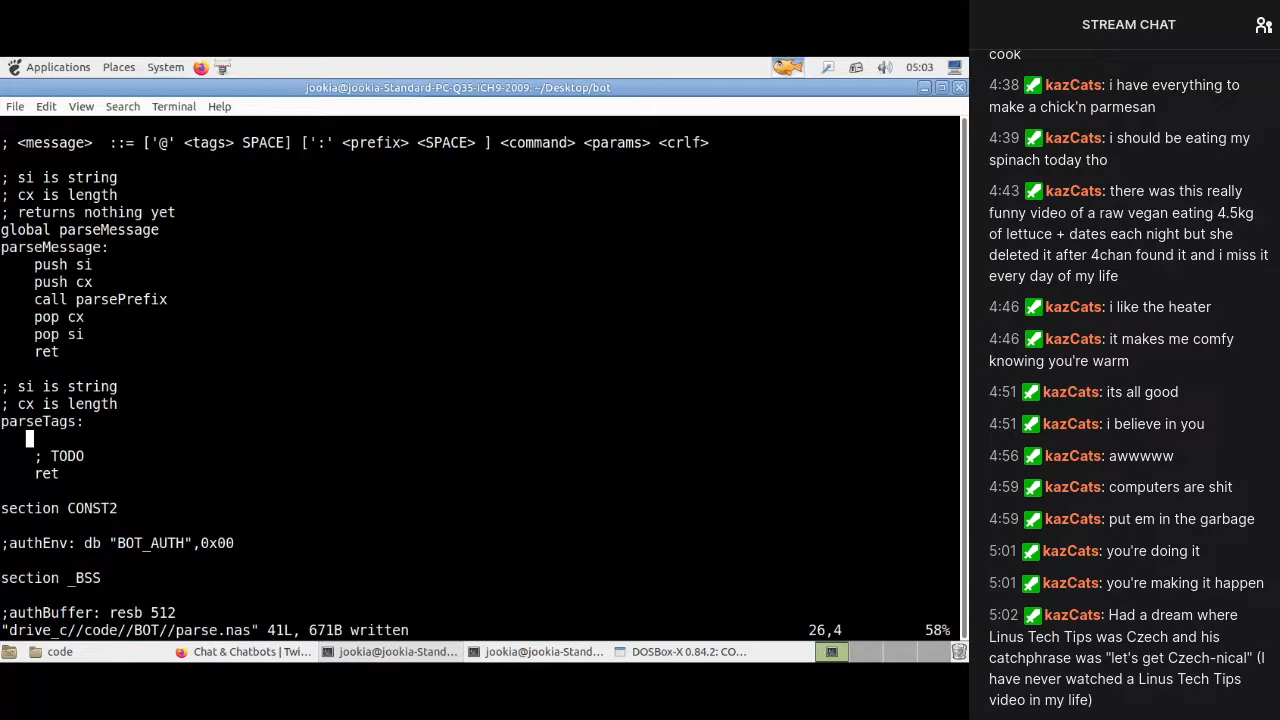 Applications Places System 05:03
jookia@jookia-Standard-PC-Q35-ICH9-2009: ~/Desktop/bot
File Edit View Search Terminal Help
; <message>  ::= ['@' <tags> SPACE] [':' <prefix> <SPACE> ] <command> <params> <crlf>
; si is string
; cx is length
; returns nothing yet
global parseMessage
parseMessage:
    push si
    push cx
    call parsePrefix
    pop cx
    pop si
    ret
; si is string
; cx is length
parseTags:
    ; TODO
    ret
section CONST2
;authEnv: db "BOT_AUTH",0x00
section _BSS
;authBuffer: resb 512
"drive_c//code//BOT//parse.nas" 41L, 671B written 26,4 58%
code Chat & Chatbots | Twi... jookia@jookia-Stand... jookia@jookia-Stand... DOSBox-X 0.84.2: CO...
STREAM CHAT
cook
4:38 kazCats: i have everything to
make a chick'n parmesan
4:39 kazCats: i should be eating my
spinach today tho
4:43 kazCats: there was this really
funny video of a raw vegan eating 4.5kg
of lettuce + dates each night but she
deleted it after 4chan found it and i miss it
every day of my life
4:46 kazCats: i like the heater
4:46 kazCats: it makes me comfy
knowing you're warm
4:51 kazCats: its all good
4:51 kazCats: i believe in you
4:56 kazCats: awwwww
4:59 kazCats: computers are shit
4:59 kazCats: put em in the garbage
5:01 kazCats: you're doing it
5:01 kazCats: you're making it happen
5:02 kazCats: Had a dream where
Linus Tech Tips was Czech and his
catchphrase was "let's get Czech-nical" (I
have never watched a Linus Tech Tips
video in my life)